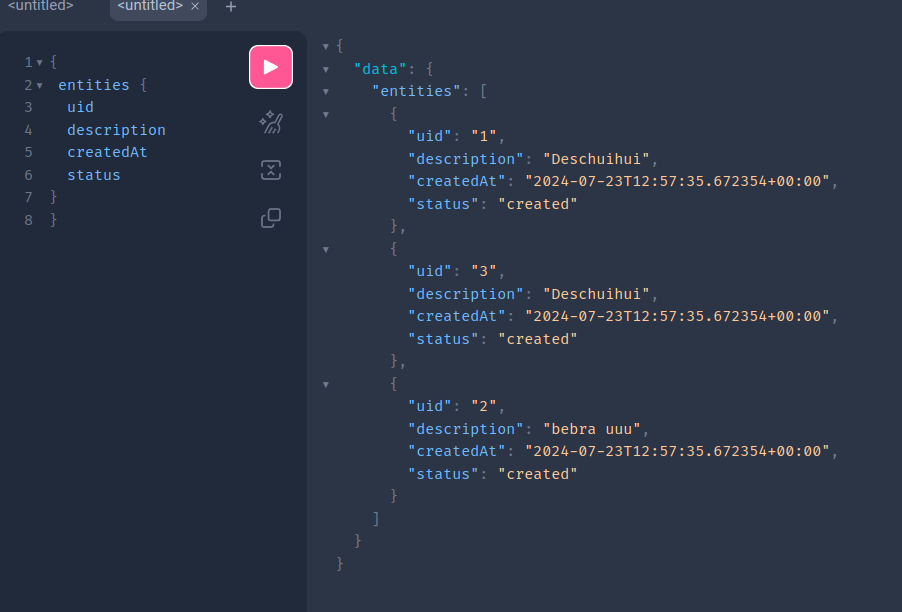 <untitled>
<untitled> × +
1 {
2 entities {
3 uid
4 description
5 createdAt
6 status
7 }
8 }
{
"data": {
"entities": [
{
"uid": "1",
"description": "Deschuihui",
"createdAt": "2024-07-23T12:57:35.672354+00:00",
"status": "created"
},
{
"uid": "3",
"description": "Deschuihui",
"createdAt": "2024-07-23T12:57:35.672354+00:00",
"status": "created"
},
{
"uid": "2",
"description": "bebra uuu",
"createdAt": "2024-07-23T12:57:35.672354+00:00",
"status": "created"
}
]
}
}